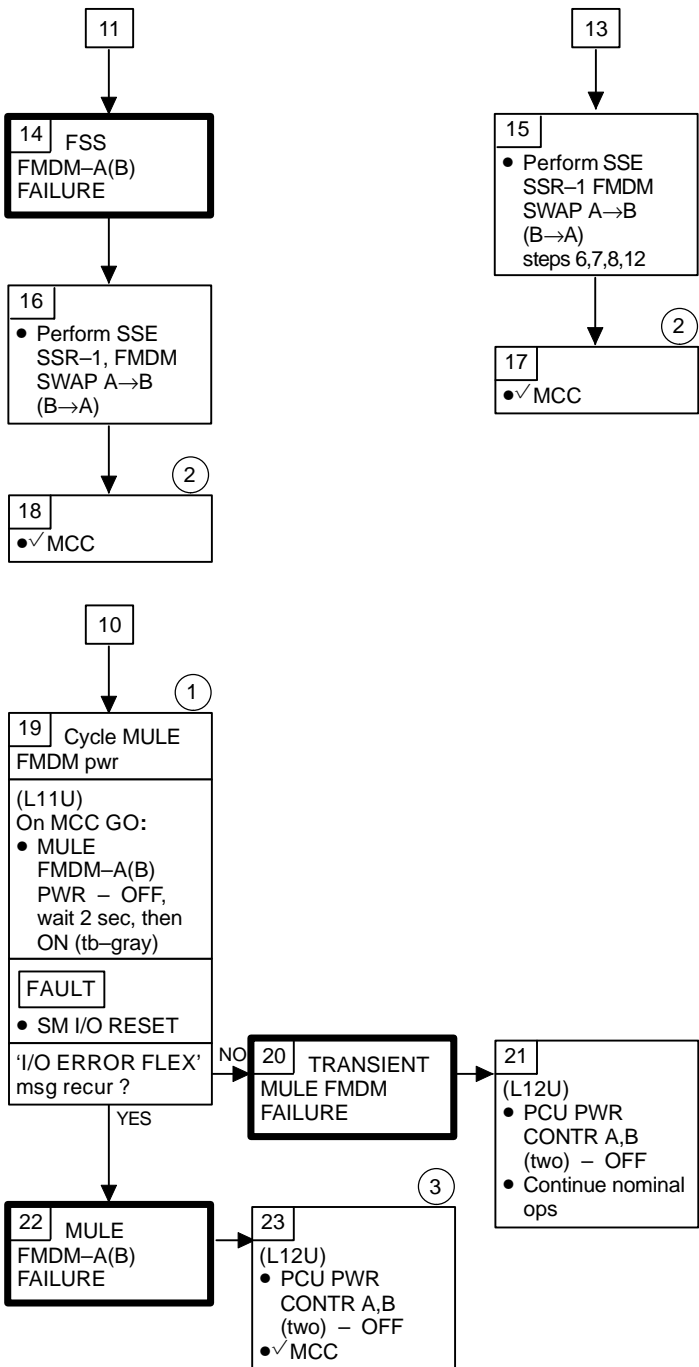 11
14 FSS
FMDM–A(B)
FAILURE
16
● Perform SSE
SSR–1, FMDM
SWAP A→B
(B→A)
2
18
●√MCC
13
15
● Perform SSE
SSR–1 FMDM
SWAP A→B
(B→A)
steps 6,7,8,12
2
17
●√MCC
10
1
19 Cycle MULE
FMDM pwr
(L11U)
On MCC GO:
● MULE
FMDM–A(B)
PWR – OFF,
wait 2 sec, then
ON (tb–gray)
FAULT
● SM I/O RESET
'I/O ERROR FLEX'
msg recur ?
NO
YES
20 TRANSIENT
MULE FMDM
FAILURE
21
(L12U)
● PCU PWR
CONTR A,B
(two) – OFF
● Continue nominal
ops
22 MULE
FMDM–A(B)
FAILURE
3
23
(L12U)
● PCU PWR
CONTR A,B
(two) – OFF
●√MCC